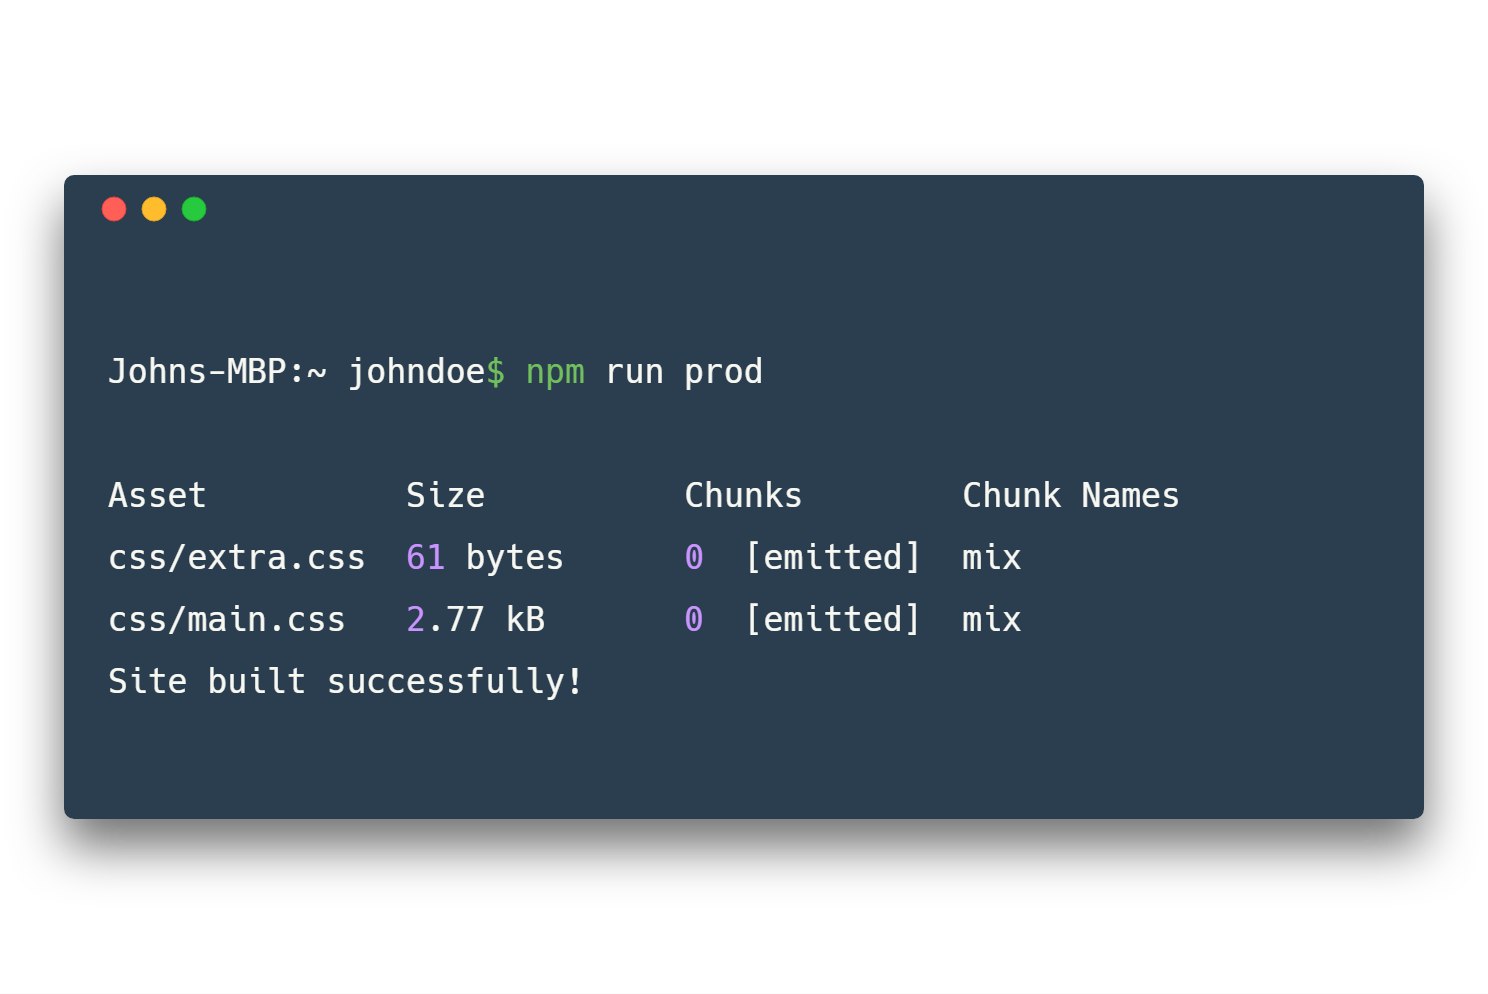 Johns-MBP:~ johndoe$ npm run prod
Asset Size Chunks Chunk Names
css/extra.css 61 bytes 0 [emitted] mix
css/main.css 2.77 kB 0 [emitted] mix
Site built successfully!